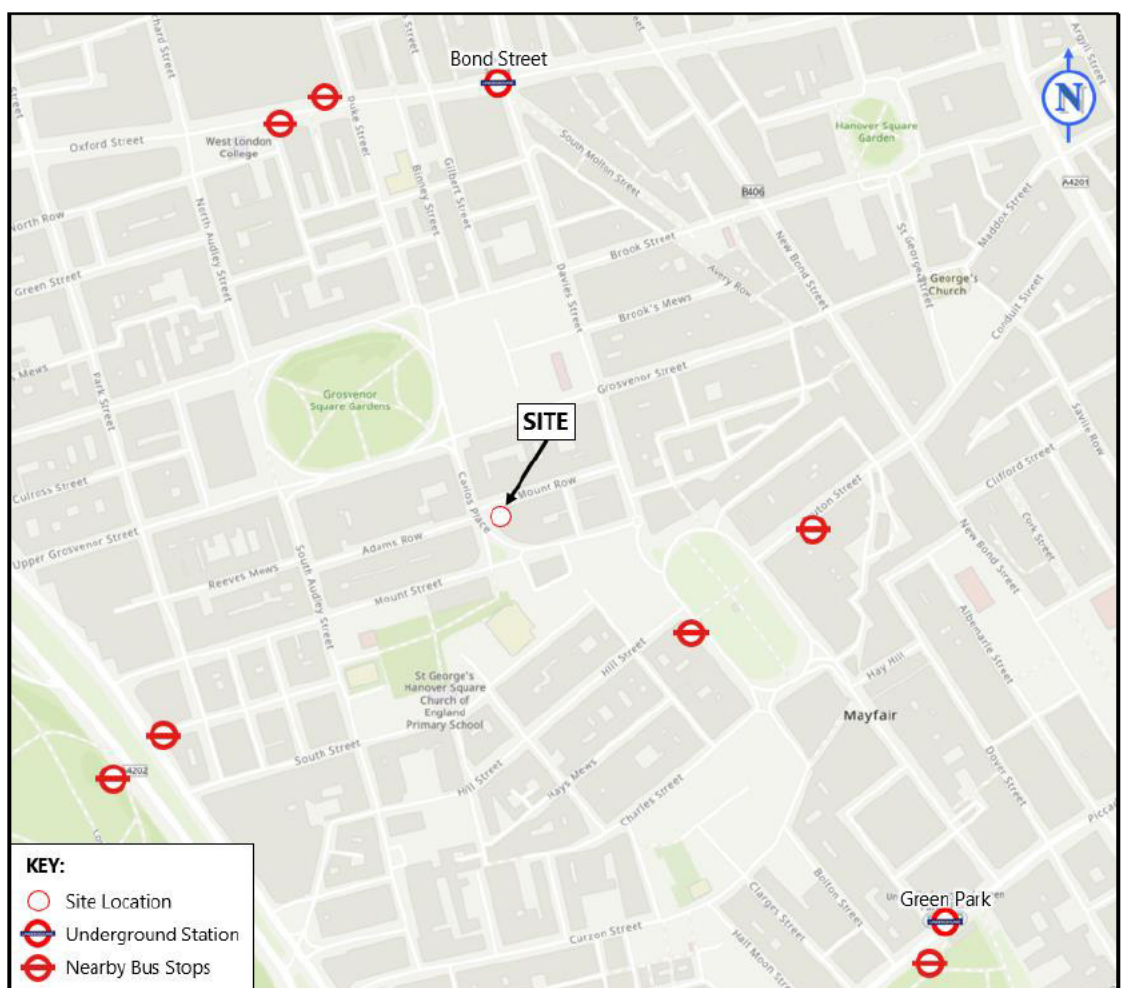 Bond Street
Argyll Street
N
Duke Street
Oxford Street
West London
College
Hanover Square
Garden
South Molton Street
Gilbert Street
Binney Street
B406
A4201
North Row
North Audley Street
Maddox Street
Green Street
Brook Street
New Bond Street
St George Street
George's
Church
Avery Row
Davies Street
Brook's Mews
Conduit Street
Mews
Park Street
Grosvenor
Square Gardens
Grosvenor Street
SITE
Savile Row
Clifford Street
Culross Street
Carlos Place
Mount Row
Cork Street
Upper Grosvenor Street
Adams Row
New Bond Street
Reeves Mews
South Audley Street
Mount Street
Albemarle Street
Hill Street
Hay Hill
St George's
Hanover Square
Church of
England
Primary School
Mayfair
South Street
A4202
Hill Street
Hays Mews
Charles Street
Dover Street
Green Park
UNDERGROUND
Clarges Street
Bolton Street
Curzon Street
Half Moon Street
KEY:
Site Location
Underground Station
Nearby Bus Stops